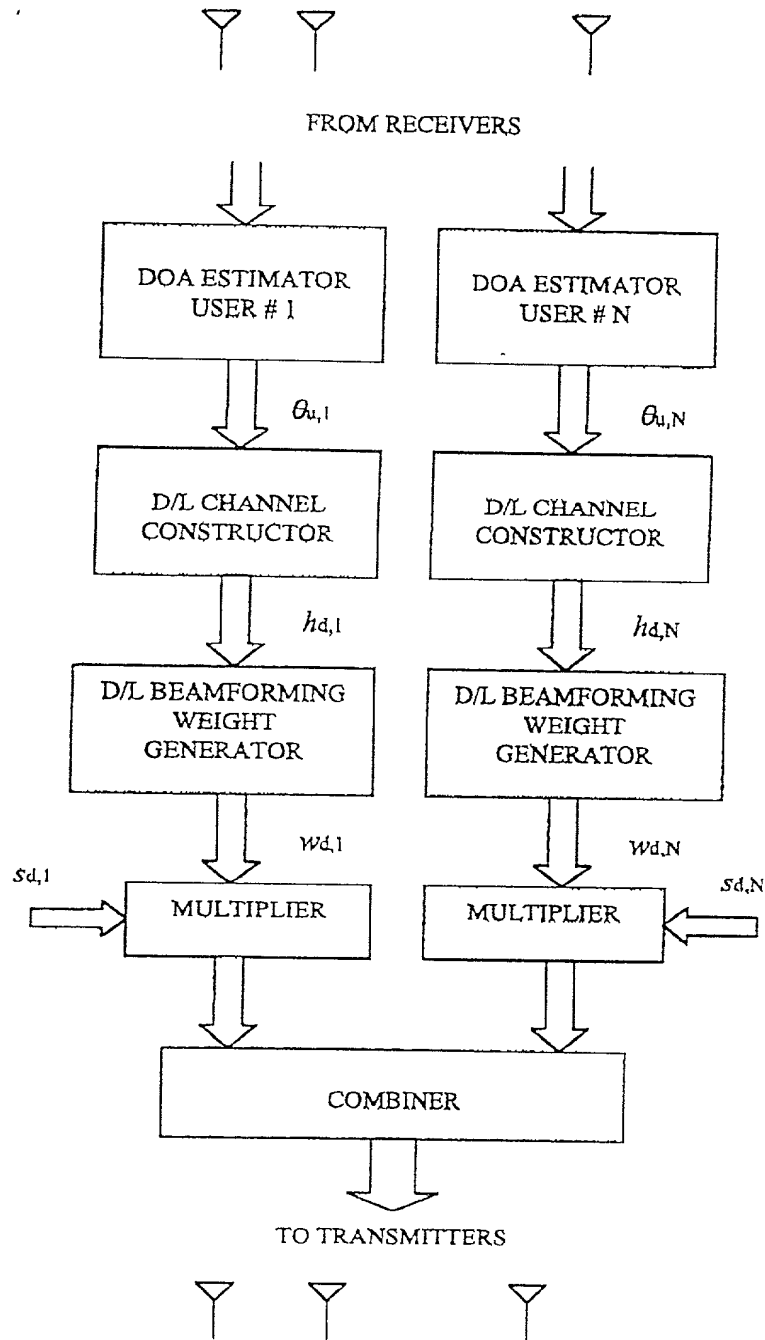 FROM RECEIVERS
DOA ESTIMATOR
USER # 1
DOA ESTIMATOR
USER # N
θu,1
θu,N
D/L CHANNEL
CONSTRUCTOR
D/L CHANNEL
CONSTRUCTOR
hd,1
hd,N
D/L BEAMFORMING
WEIGHT
GENERATOR
D/L BEAMFORMING
WEIGHT
GENERATOR
wd,1
wd,N
sd,1
sd,N
MULTIPLIER
MULTIPLIER
COMBINER
TO TRANSMITTERS